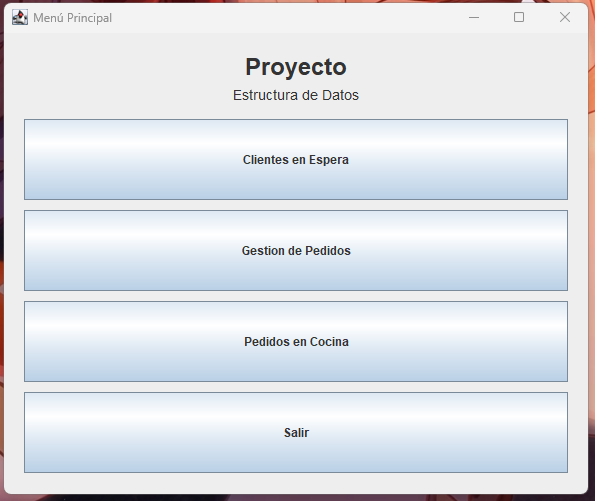 Menú Principal
Proyecto
Estructura de Datos
Clientes en Espera
Gestion de Pedidos
Pedidos en Cocina
Salir